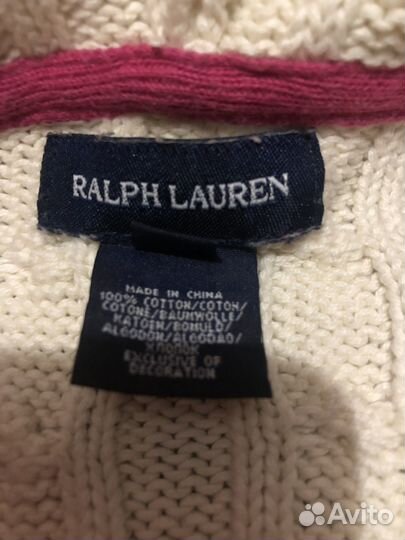 RALPH LAUREN
MADE IN CHINA
100% COTTON/COTON/
COTONE/BAUMWOLLE/
KATOEN/BOMULD/
ALGODON/ALGODAO/
EXCLUSIVE OF
DECORATION
Avito